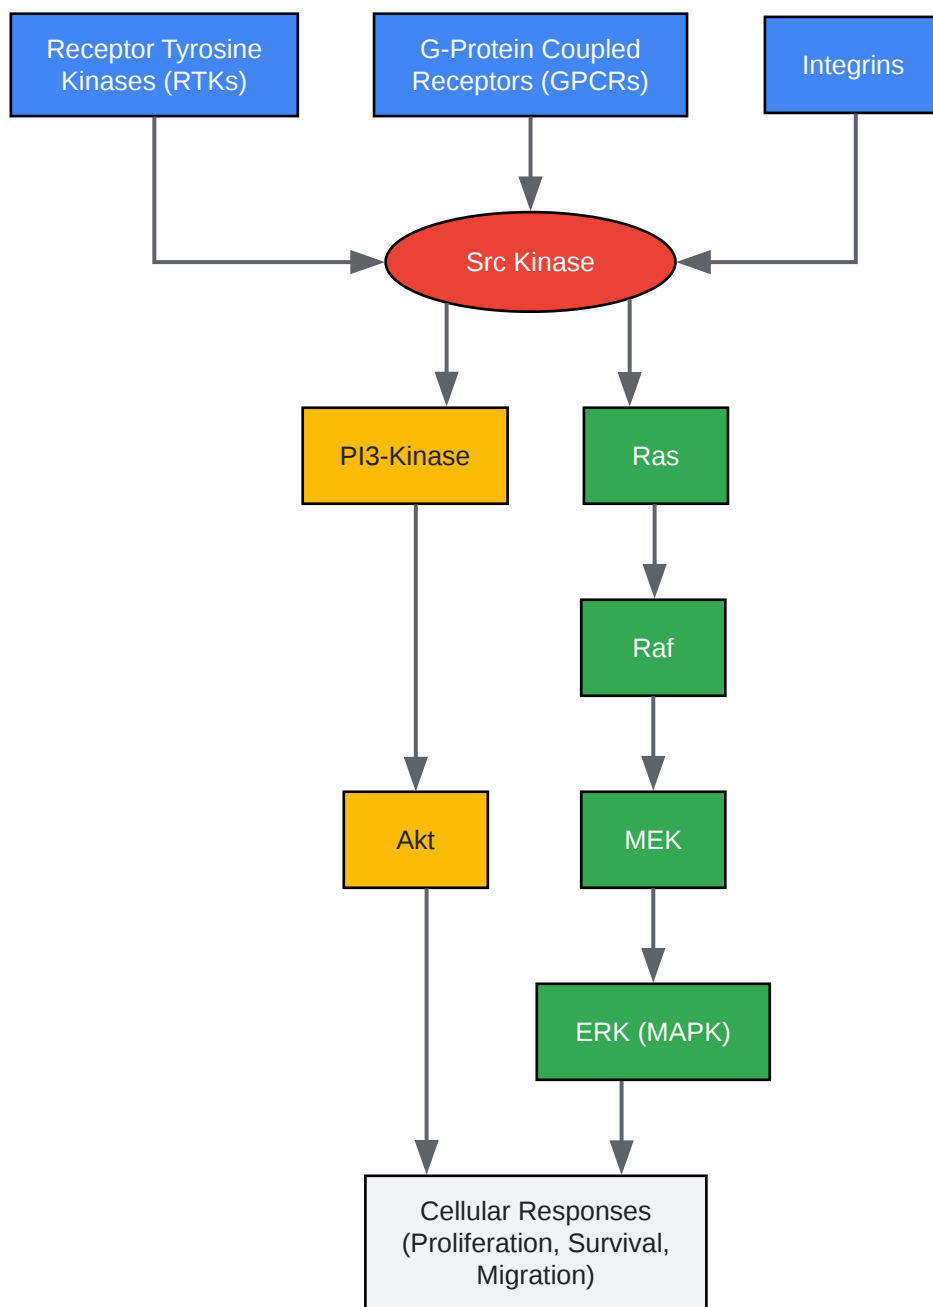 Receptor Tyrosine
Kinases (RTKs)
G-Protein Coupled
Receptors (GPCRs)
Integrins
Src Kinase
PI3-Kinase
Ras
Raf
Akt
MEK
ERK (MAPK)
Cellular Responses
(Proliferation, Survival,
Migration)